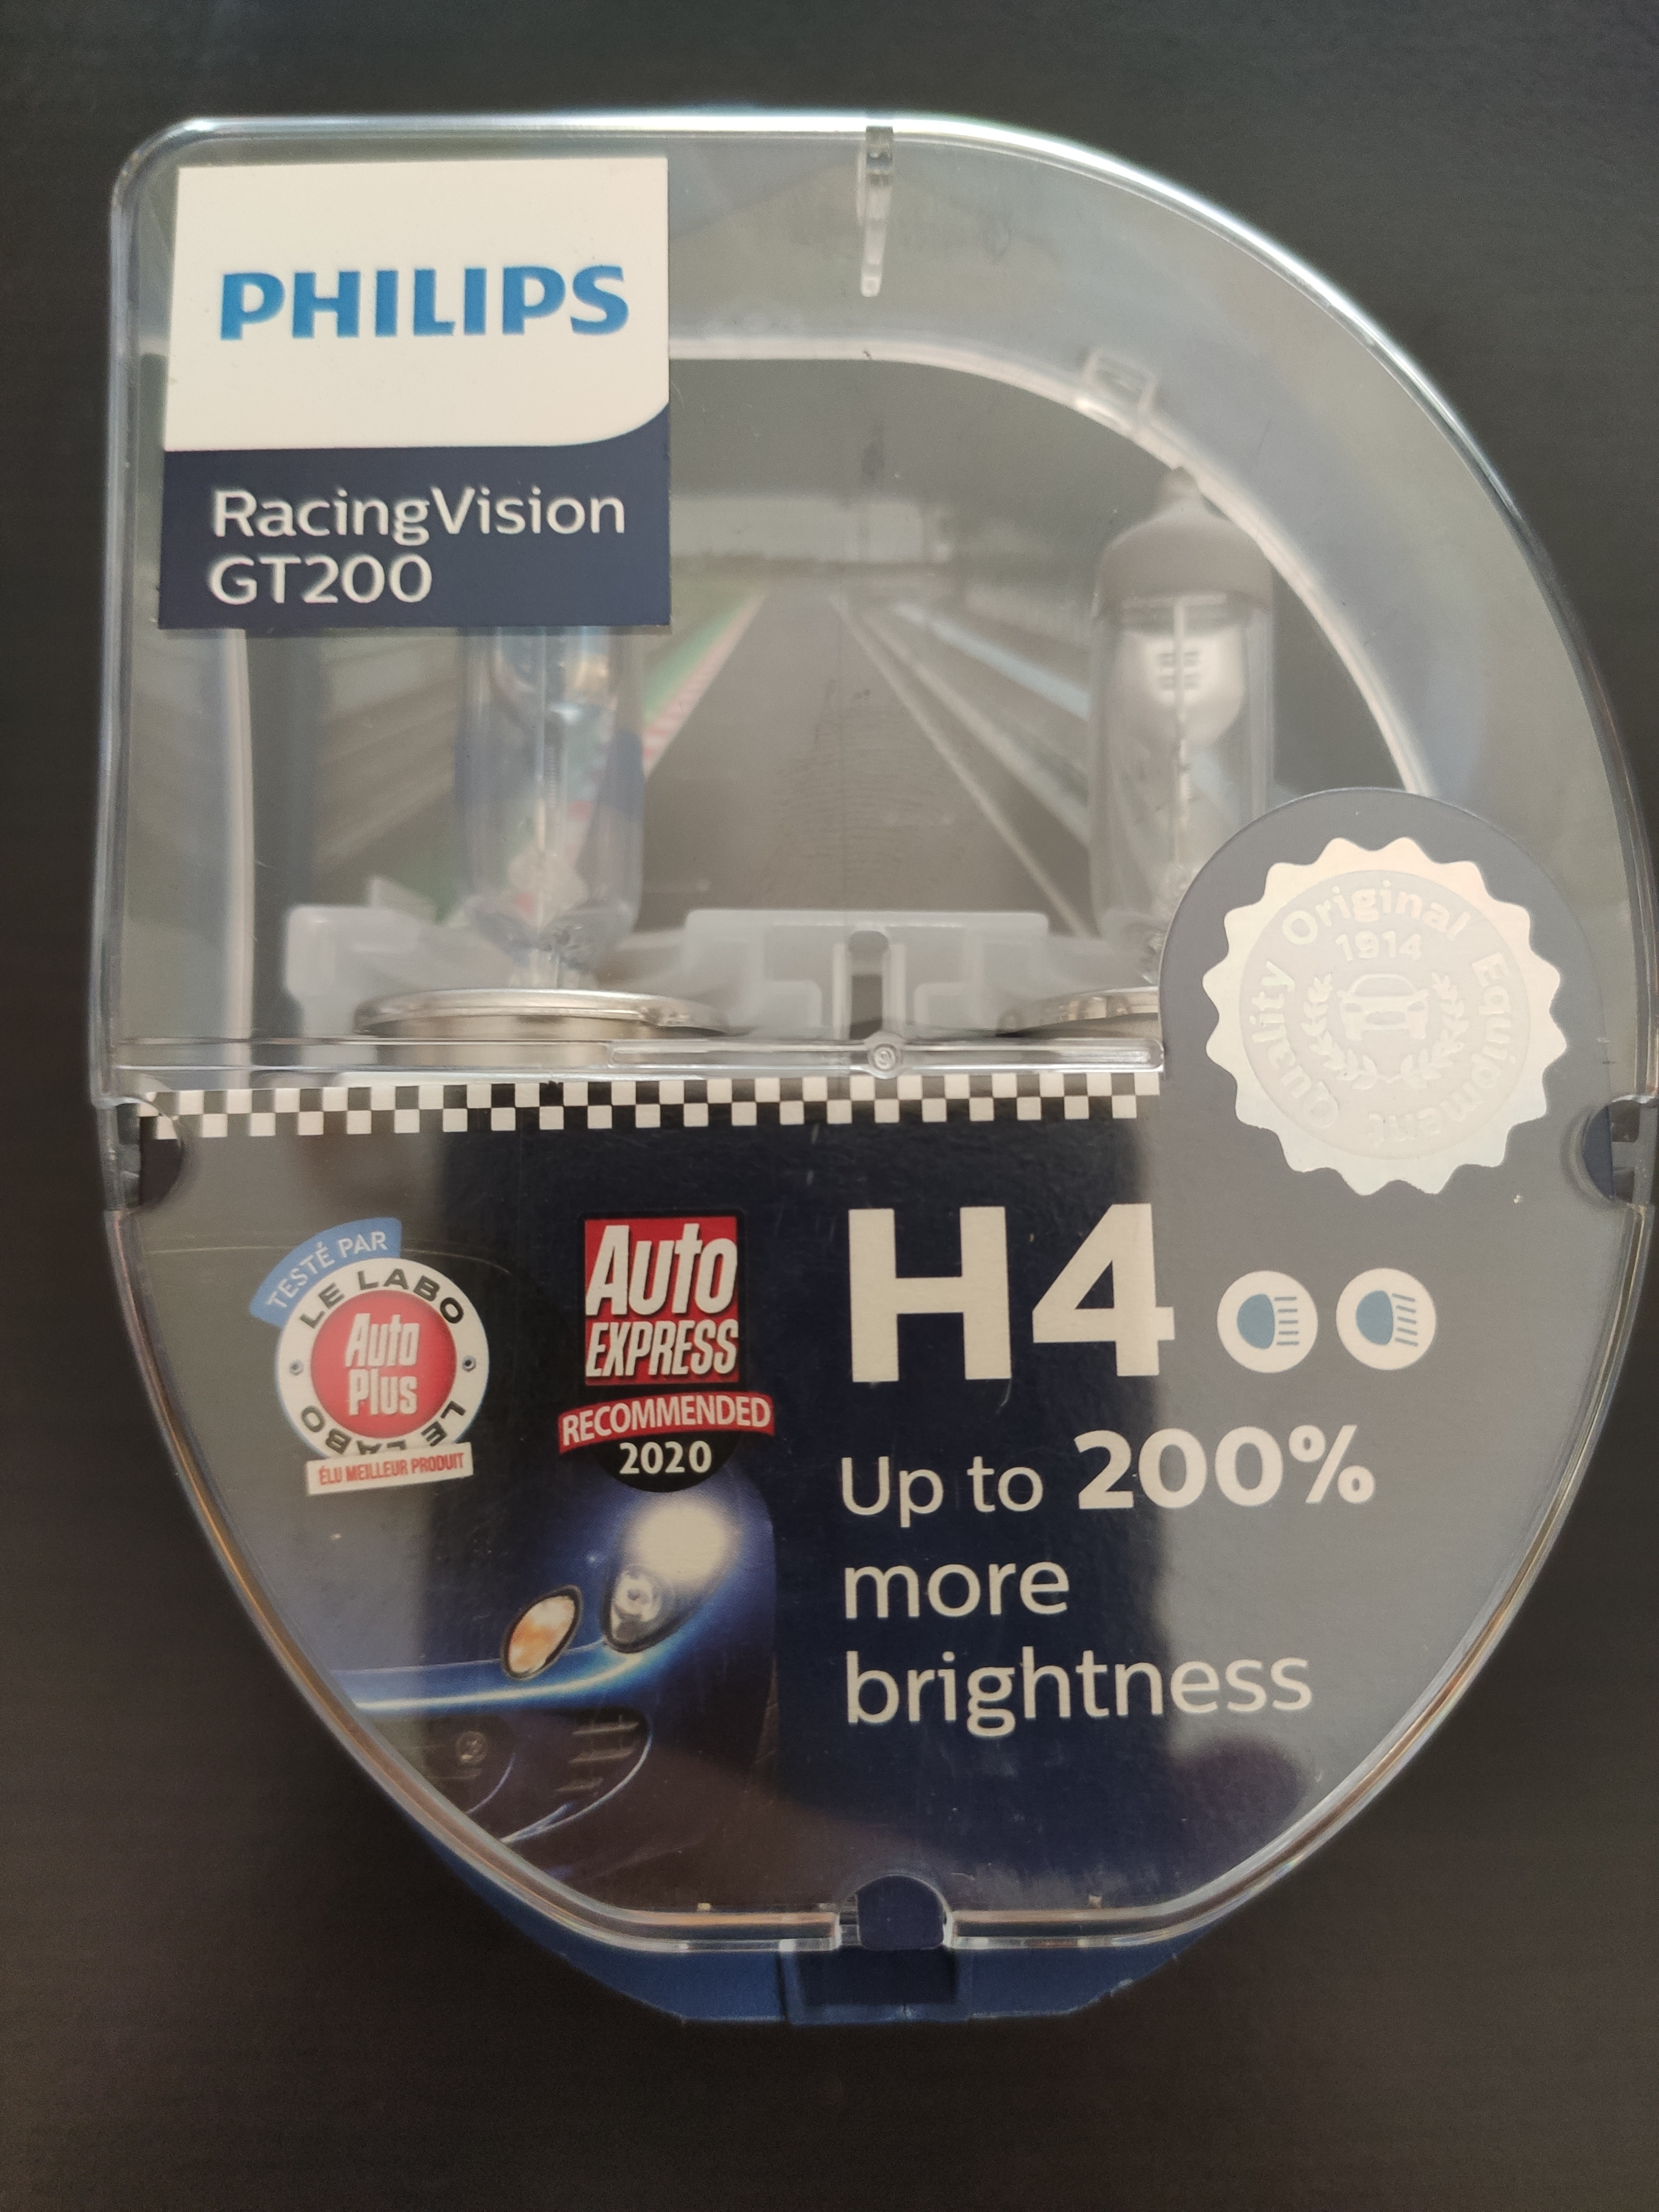 PHILIPS
RacingVision
GT200
Quality Original Equipment
1914
TESTÉ PAR
LE LABO
Auto
Plus
LE LABO
ÉLU MEILLEUR PRODUIT
Auto
EXPRESS
RECOMMENDED
2020
H4
Up to 200%
more
brightness